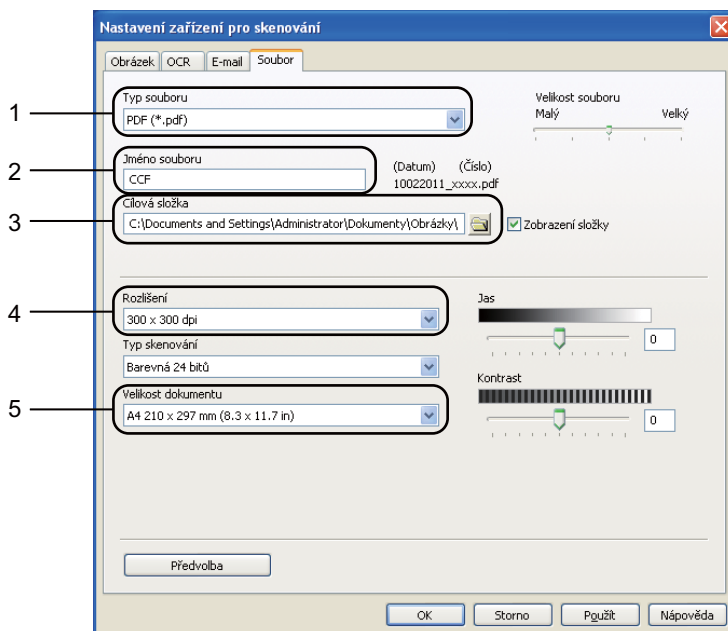 Nastavení zařízení pro skenování
Obrázek OCR E-mail Soubor
1
Typ souboru
PDF (*.pdf)
Velikost souboru
Malý Velký
2
Jméno souboru
CCF
(Datum) (Číslo)
10022011_xxxx.pdf
3
Cílová složka
C:\Documents and Settings\Administrator\Dokumenty\Obrázky\
Zobrazení složky
4
Rozlišení
300 x 300 dpi
Jas
0
Typ skenování
Barevná 24 bitů
Kontrast
0
5
Velikost dokumentu
A4 210 x 297 mm (8.3 x 11.7 in)
Předvolba
OK Storno Použít Nápověda